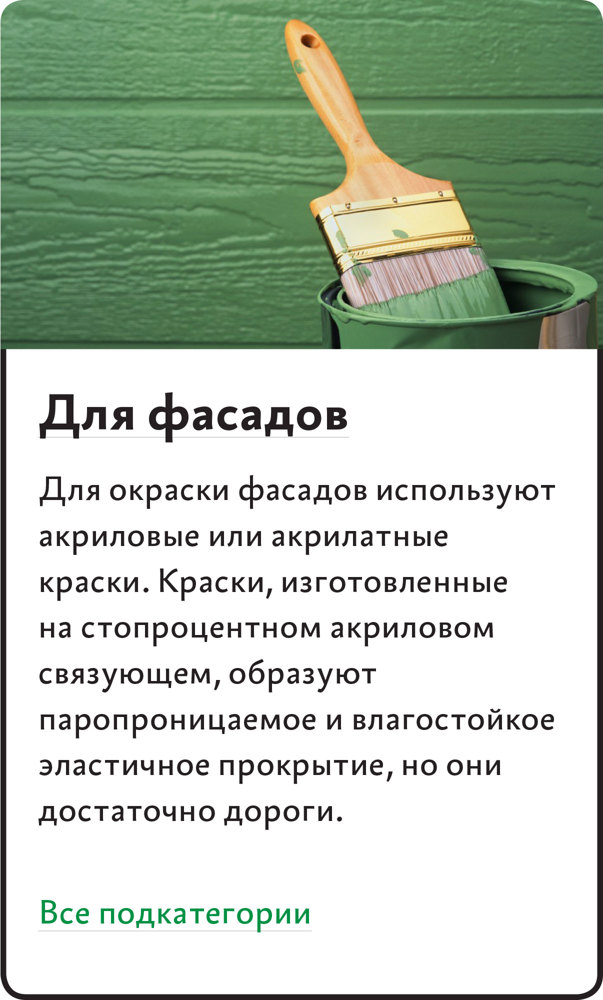 Для фасадов
Для окраски фасадов используют
акриловые или акрилатные
краски. Краски, изготовленные
на стопроцентном акриловом
связующем, образуют
паропроницаемое и влагостойкое
эластичное прокрытие, но они
достаточно дороги.
Все подкатегории